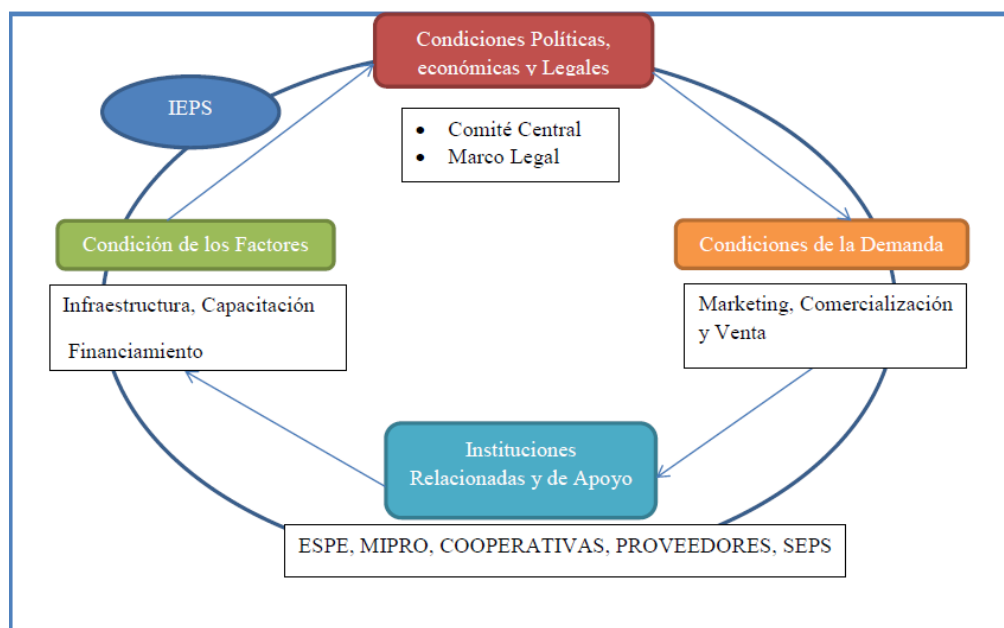 Condiciones Políticas,
económicas y Legales
IEPS
• Comité Central
• Marco Legal
Condición de los Factores
Condiciones de la Demanda
Infraestructura, Capacitación
Financiamiento
Marketing, Comercialización
y Venta
Instituciones
Relacionadas y de Apoyo
ESPE, MIPRO, COOPERATIVAS, PROVEEDORES, SEPS